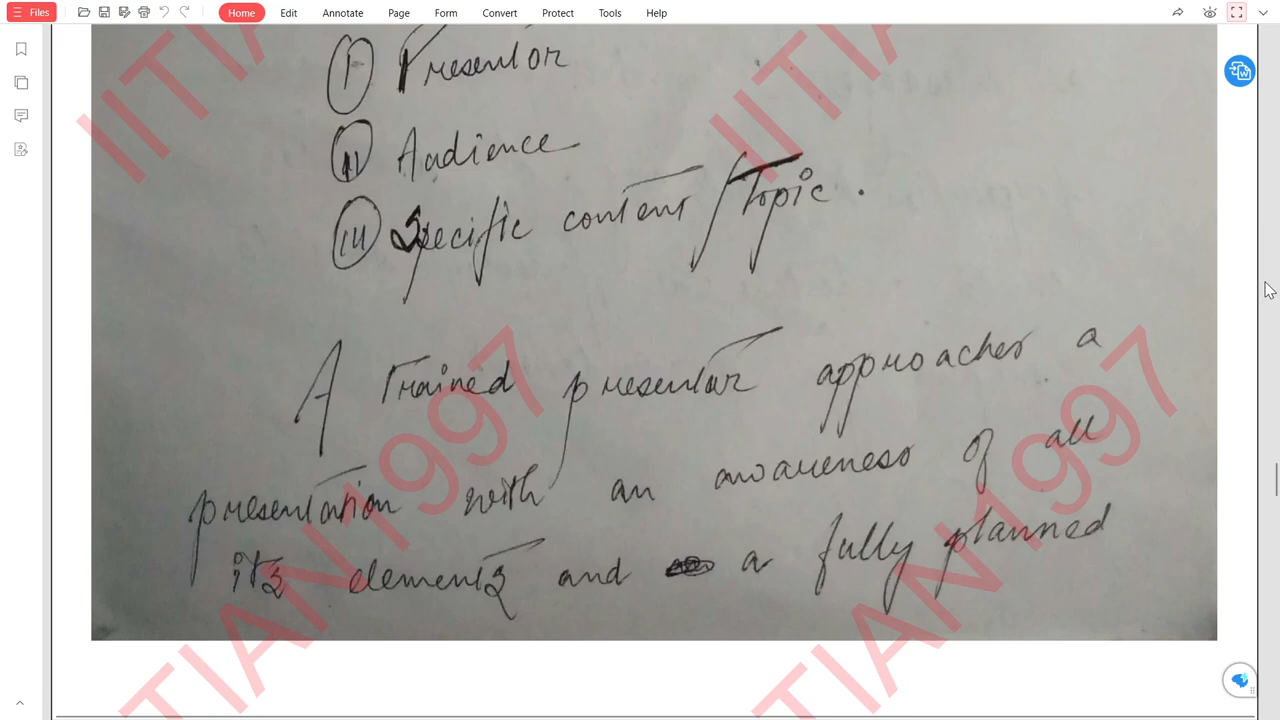 Files
Home Edit Annotate Page Form Convert Protect Tools Help
I Presentor
II Audience
III Specific content / Topic .
A trained presentor approaches a
presentation with an awareness of all
its elements and a fully planned
IITIAN1997